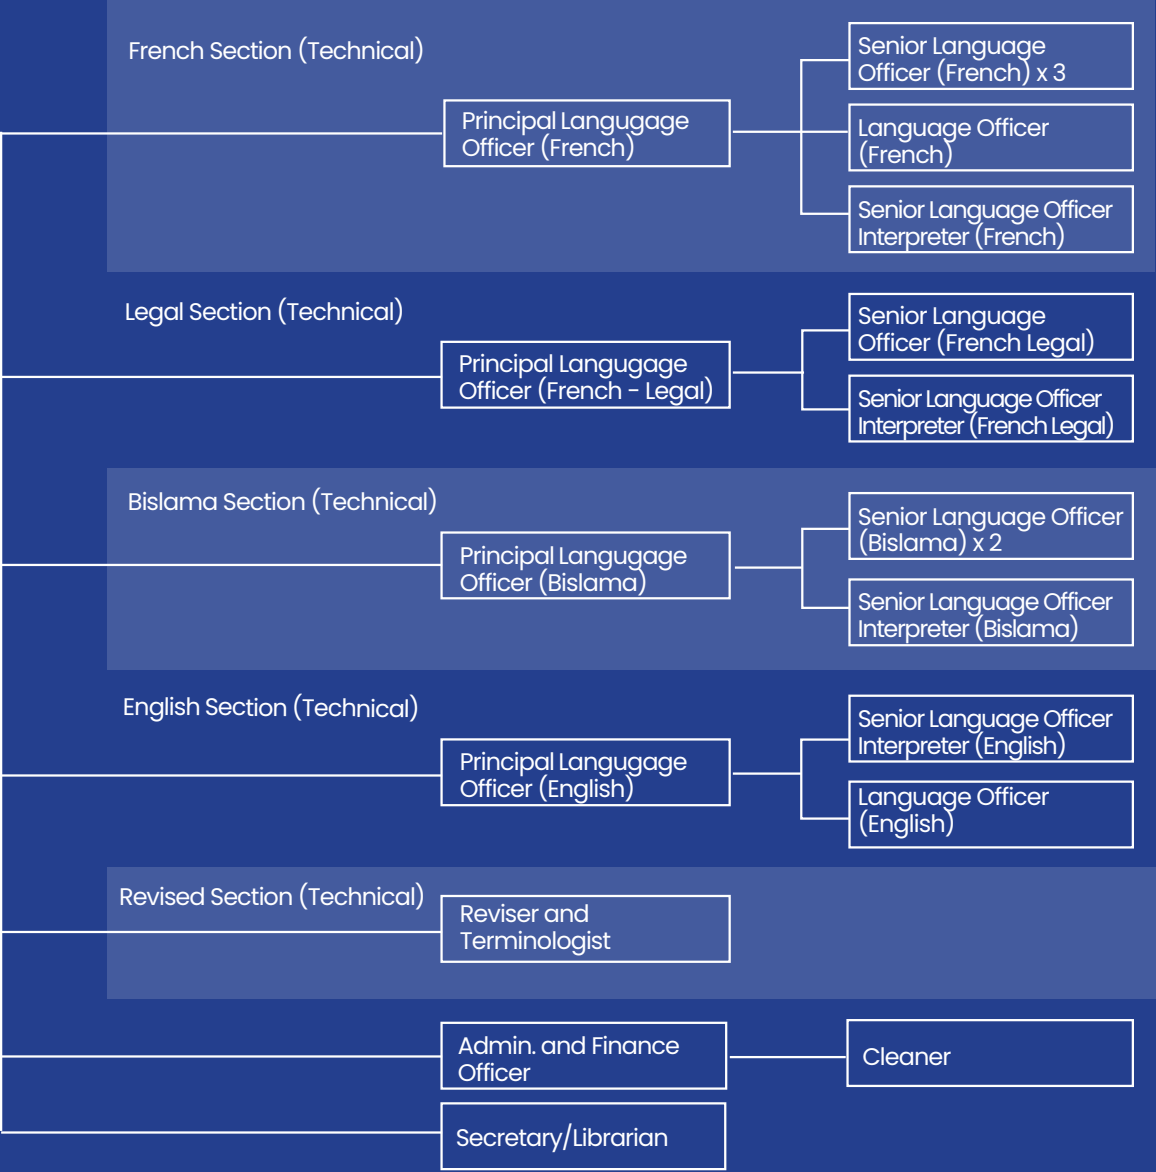 French Section (Technical)
Senior Language
Officer (French) x 3
Principal Langugage
Officer (French)
Language Officer
(French)
Senior Language Officer
Interpreter (French)
Legal Section (Technical)
Senior Language
Officer (French Legal)
Principal Langugage
Officer (French - Legal)
Senior Language Officer
Interpreter (French Legal)
Bislama Section (Technical)
Senior Language Officer
(Bislama) x 2
Principal Langugage
Officer (Bislama)
Senior Language Officer
Interpreter (Bislama)
English Section (Technical)
Senior Language Officer
Interpreter (English)
Principal Langugage
Officer (English)
Language Officer
(English)
Revised Section (Technical)
Reviser and
Terminologist
Admin. and Finance
Officer
Cleaner
Secretary/Librarian